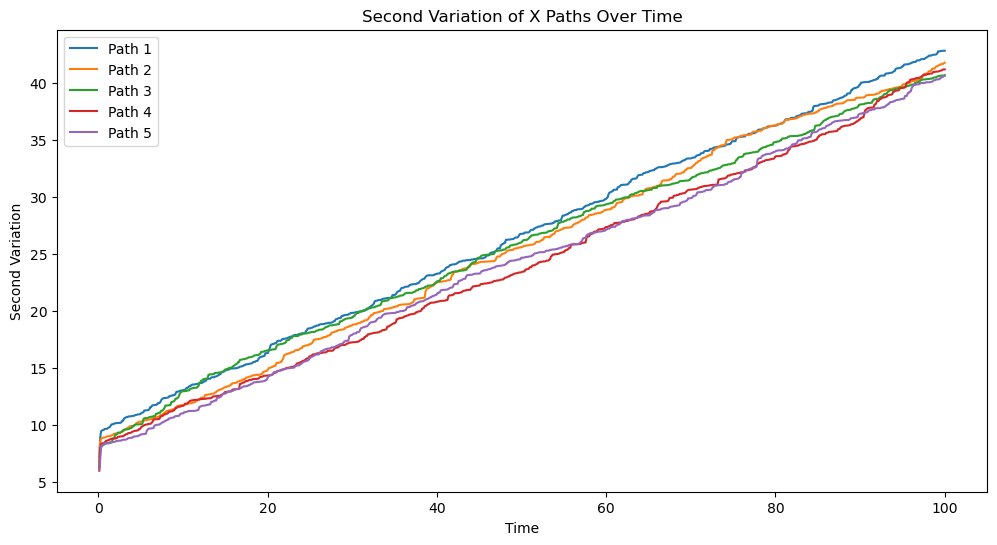 Second Variation of X Paths Over Time
Path 1
Path 2
Path 3
Path 4
Path 5
Second Variation
40
35
30
25
20
15
10
5
0 20 40 60 80 100
Time